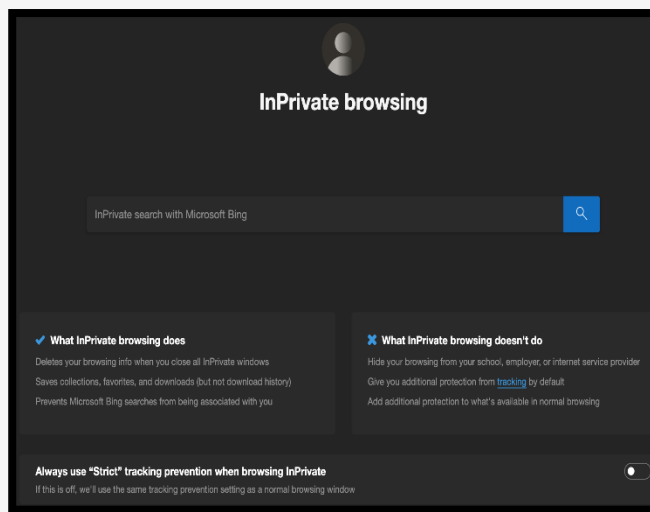 InPrivate browsing
InPrivate search with Microsoft Bing
What InPrivate browsing does
Deletes your browsing info when you close all InPrivate windows
Saves collections, favorites, and downloads (but not download history)
Prevents Microsoft Bing searches from being associated with you
What InPrivate browsing doesn't do
Hide your browsing from your school, employer, or internet service provider
Give you additional protection from tracking by default
Add additional protection to what's available in normal browsing
Always use “Strict” tracking prevention when browsing InPrivate
If this is off, we'll use the same tracking prevention setting as a normal browsing window